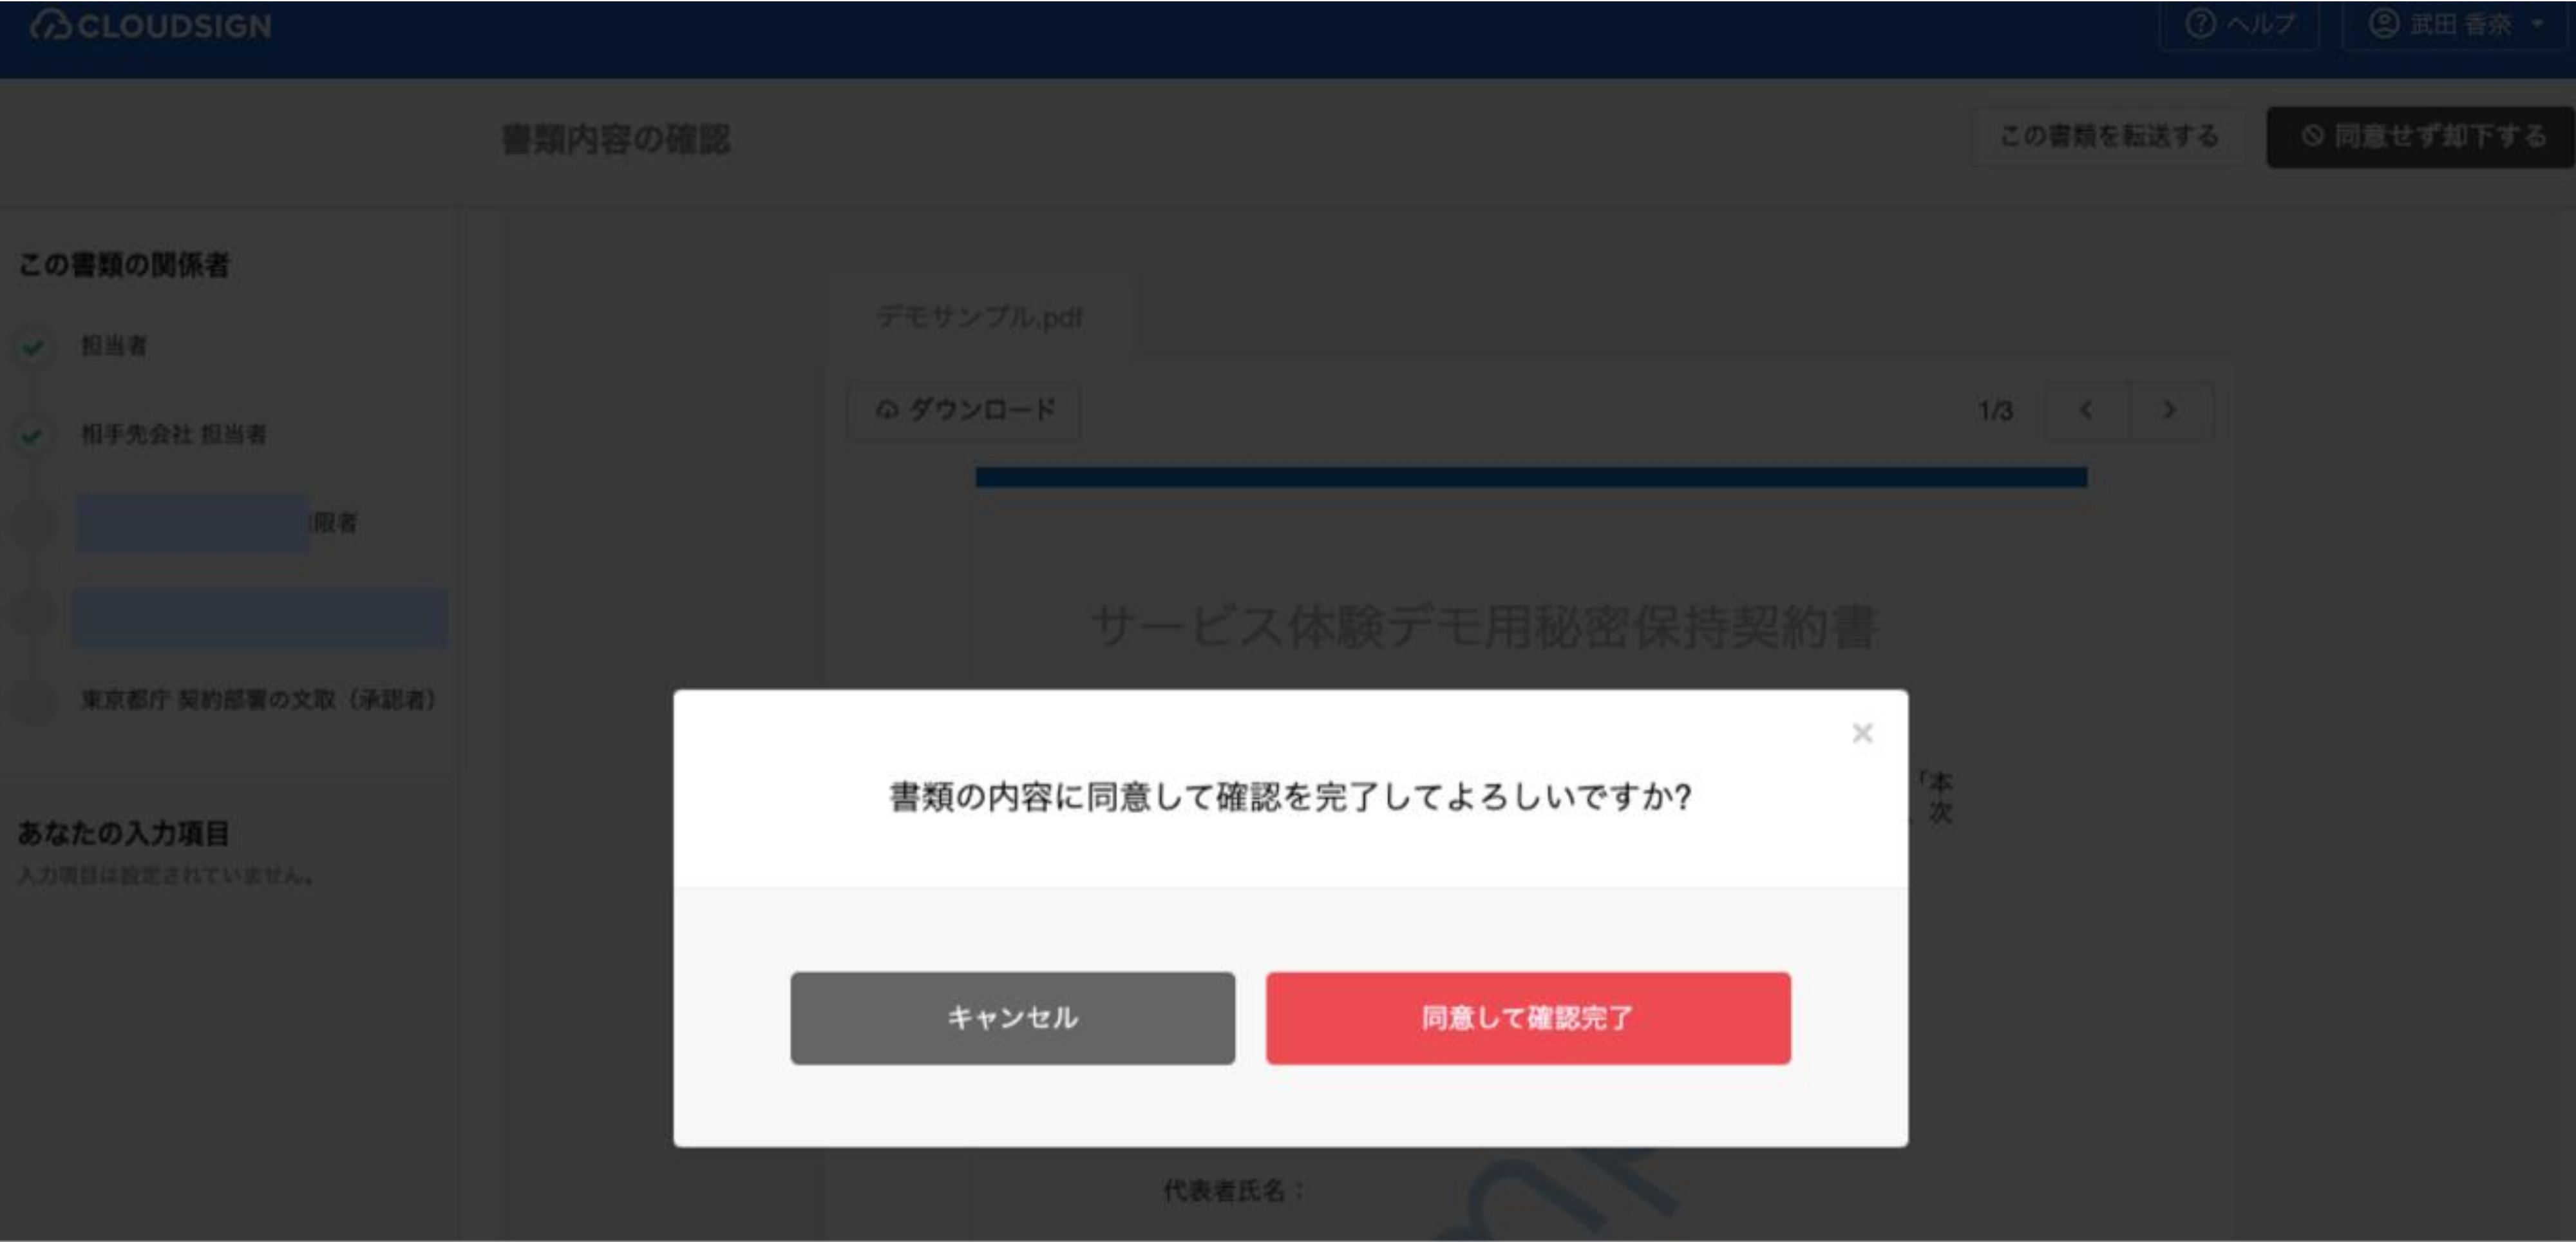 CLOUDSIGN
ヘルプ
武田 香奈
書類内容の確認
この書類を転送する
同意せず却下する
この書類の関係者
担当者
相手先会社 担当者
限者
東京都庁 契約部署の文取（承認者）
あなたの入力項目
入力項目は設定されていません。
デモサンプル.pdf
ダウンロード
1/3
サービス体験デモ用秘密保持契約書
「本
次
×
書類の内容に同意して確認を完了してよろしいですか?
キャンセル
同意して確認完了
代表者氏名：